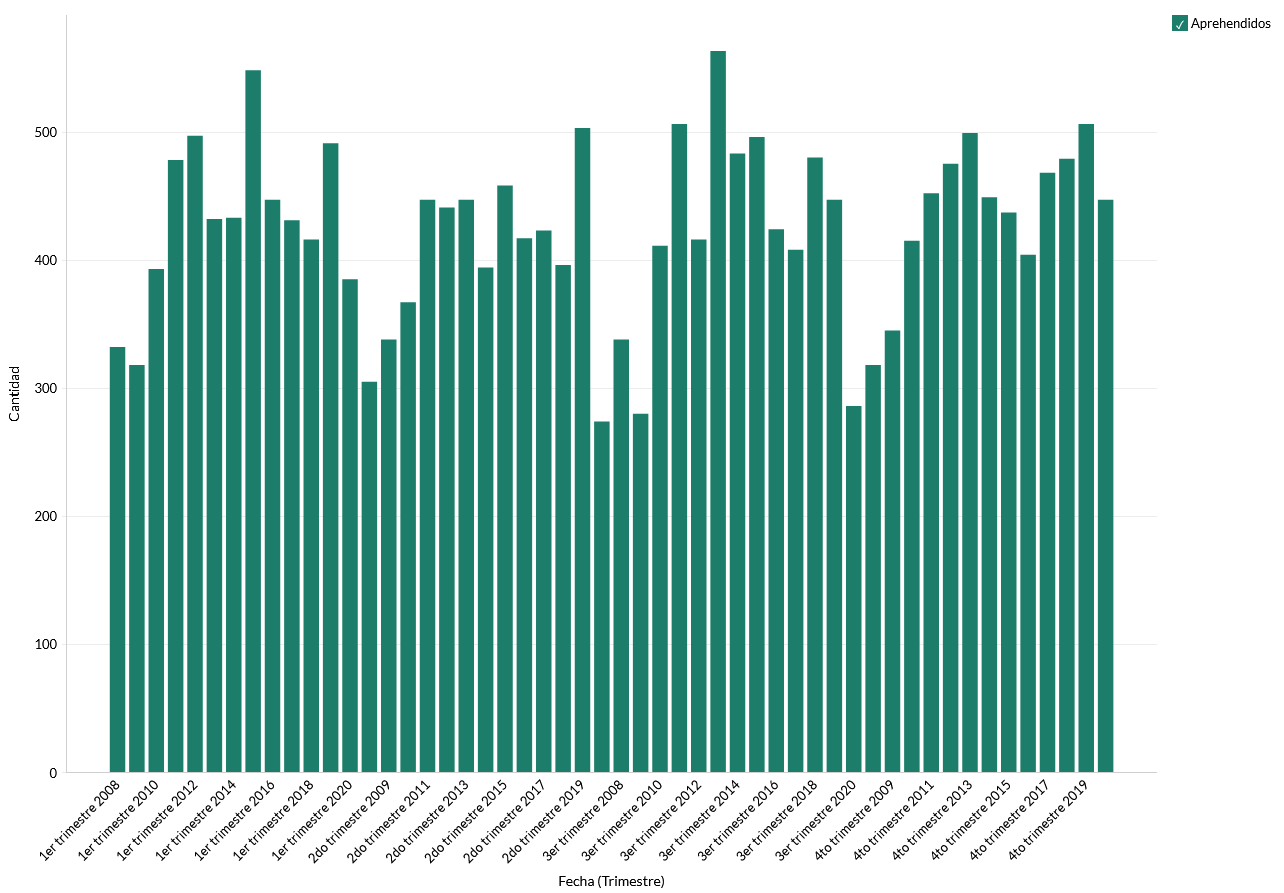 Aprehendidos
Cantidad
500
400
300
200
100
0
1er trimestre 2008
1er trimestre 2010
1er trimestre 2012
1er trimestre 2014
1er trimestre 2016
1er trimestre 2018
1er trimestre 2020
2do trimestre 2009
2do trimestre 2011
2do trimestre 2013
2do trimestre 2015
2do trimestre 2017
2do trimestre 2019
3er trimestre 2008
3er trimestre 2010
3er trimestre 2012
3er trimestre 2014
3er trimestre 2016
3er trimestre 2018
3er trimestre 2020
4to trimestre 2009
4to trimestre 2011
4to trimestre 2013
4to trimestre 2015
4to trimestre 2017
4to trimestre 2019
Fecha (Trimestre)